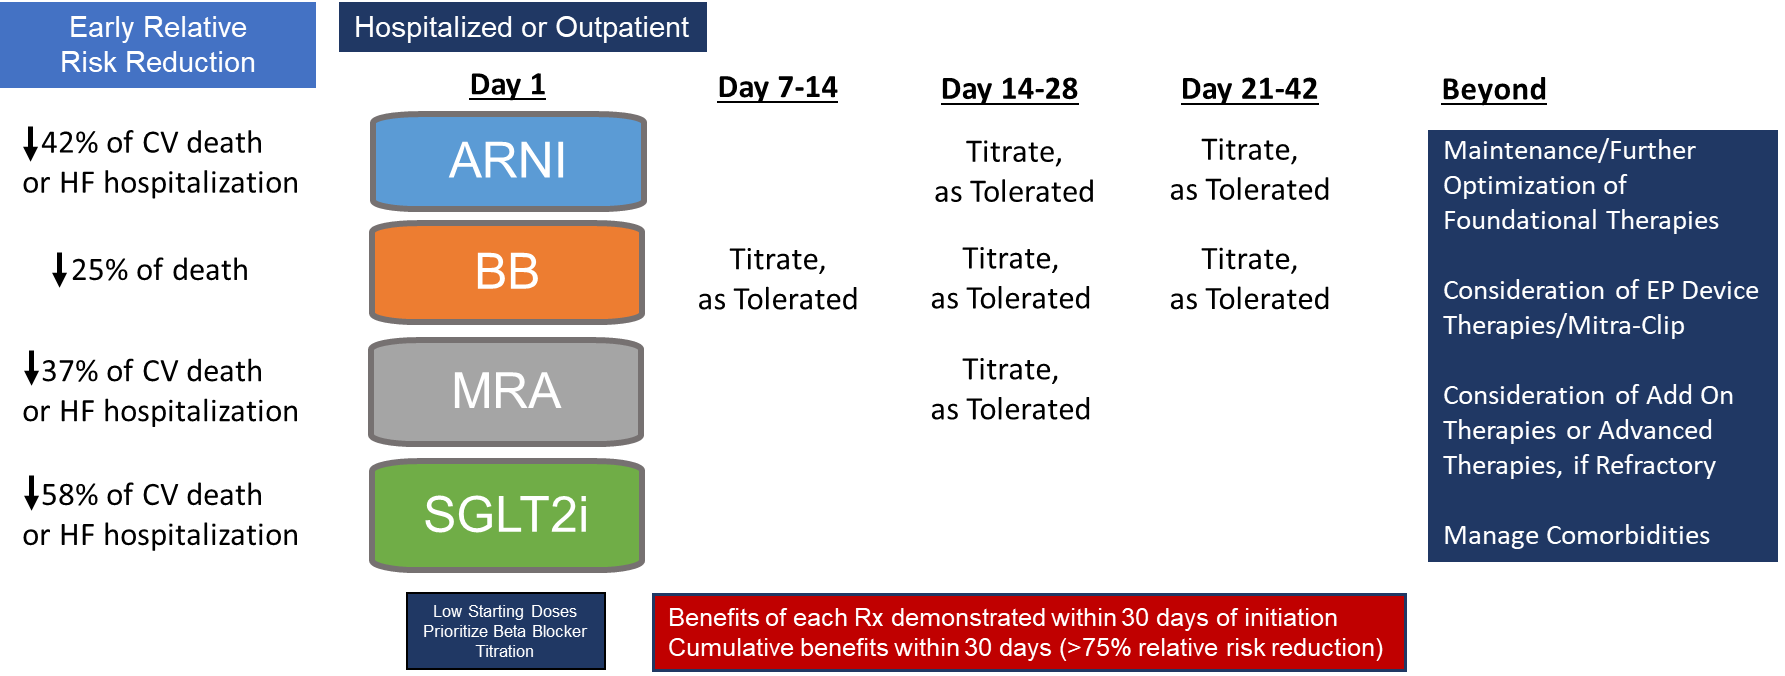 Early Relative
Risk Reduction
Hospitalized or Outpatient
Day 1
Day 7-14
Day 14-28
Day 21-42
Beyond
↓42% of CV death
or HF hospitalization
ARNI
Titrate,
as Tolerated
Titrate,
as Tolerated
↓25% of death
BB
Titrate,
as Tolerated
Titrate,
as Tolerated
Titrate,
as Tolerated
↓37% of CV death
or HF hospitalization
MRA
Titrate,
as Tolerated
↓58% of CV death
or HF hospitalization
SGLT2i
Maintenance/Further
Optimization of
Foundational Therapies
Consideration of EP Device
Therapies/Mitra-Clip
Consideration of Add On
Therapies or Advanced
Therapies, if Refractory
Manage Comorbidities
Low Starting Doses
Prioritize Beta Blocker
Titration
Benefits of each Rx demonstrated within 30 days of initiation
Cumulative benefits within 30 days (>75% relative risk reduction)